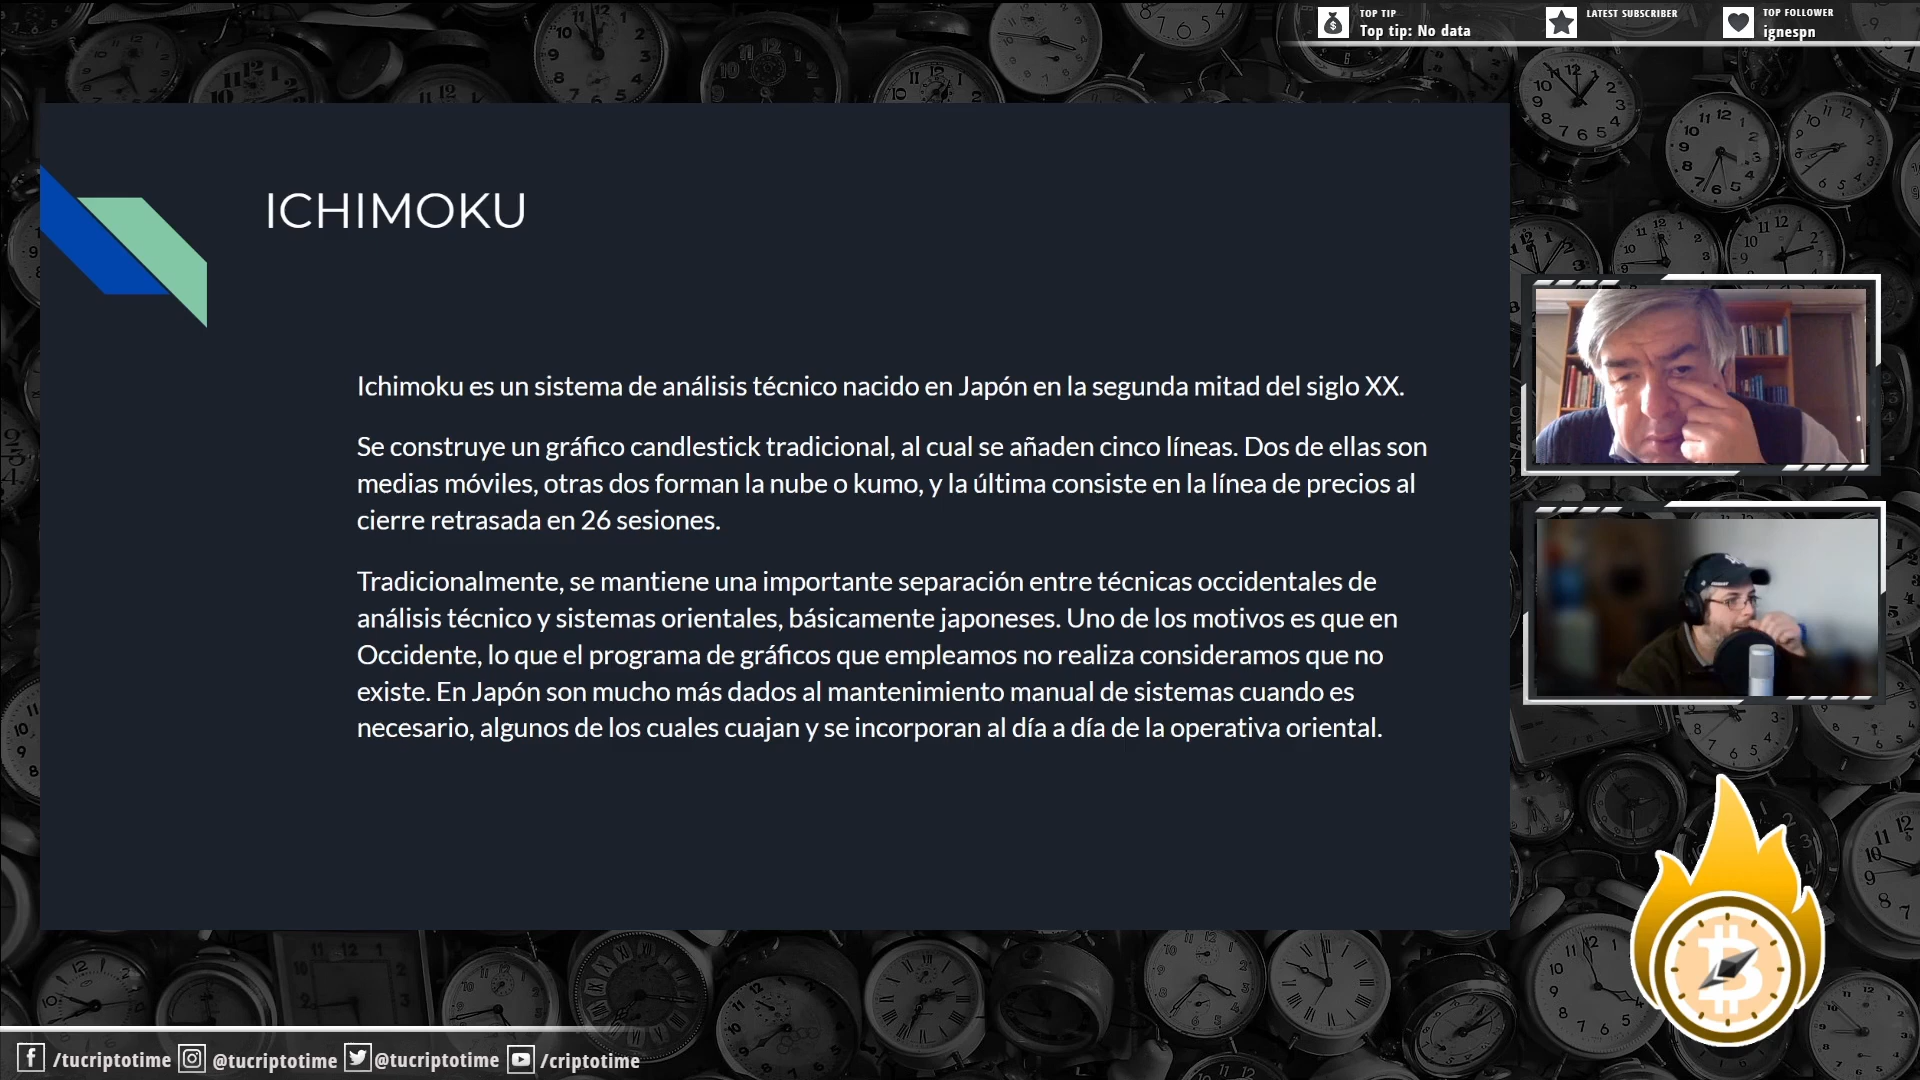 TOP TIP
Top tip: No data
LATEST SUBSCRIBER
TOP FOLLOWER
ignespn
ICHIMOKU
Ichimoku es un sistema de análisis técnico nacido en Japón en la segunda mitad del siglo XX.
Se construye un gráfico candlestick tradicional, al cual se añaden cinco líneas. Dos de ellas son
medias móviles, otras dos forman la nube o kumo, y la última consiste en la línea de precios al
cierre retrasada en 26 sesiones.
Tradicionalmente, se mantiene una importante separación entre técnicas occidentales de
análisis técnico y sistemas orientales, básicamente japoneses. Uno de los motivos es que en
Occidente, lo que el programa de gráficos que empleamos no realiza consideramos que no
existe. En Japón son mucho más dados al mantenimiento manual de sistemas cuando es
necesario, algunos de los cuales cuajan y se incorporan al día a día de la operativa oriental.
/tucriptotime @tucriptotime @tucriptotime /criptotime